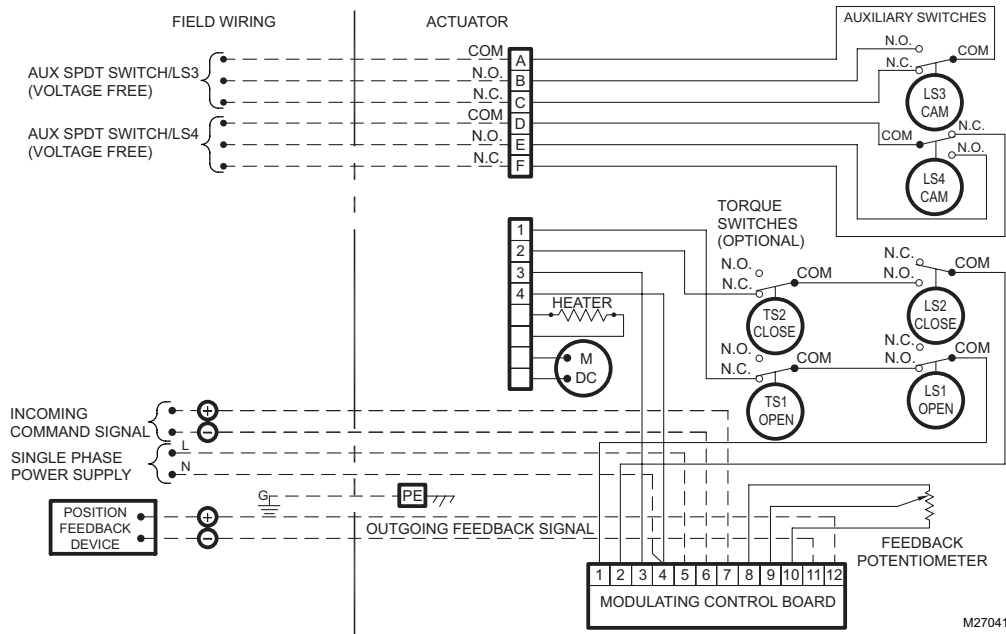 FIELD WIRING
ACTUATOR
AUXILIARY SWITCHES
AUX SPDT SWITCH/LS3
(VOLTAGE FREE)
AUX SPDT SWITCH/LS4
(VOLTAGE FREE)
COM
N.O.
N.C.
COM
N.O.
N.C.
A
B
C
D
E
F
N.O.
COM
N.C.
LS3
CAM
N.C.
COM
N.O.
LS4
CAM
1
2
3
4
HEATER
M
DC
TORQUE
SWITCHES
(OPTIONAL)
N.O.
COM
N.C.
TS2
CLOSE
N.C.
COM
N.O.
LS2
CLOSE
N.O.
COM
N.C.
TS1
OPEN
N.C.
COM
N.O.
LS1
OPEN
INCOMING
COMMAND SIGNAL
+
−
SINGLE PHASE
POWER SUPPLY
L
N
G
PE
POSITION
FEEDBACK
DEVICE
+
−
OUTGOING FEEDBACK SIGNAL
FEEDBACK
POTENTIOMETER
1 2 3 4 5 6 7 8 9 10 11 12
MODULATING CONTROL BOARD
M27041